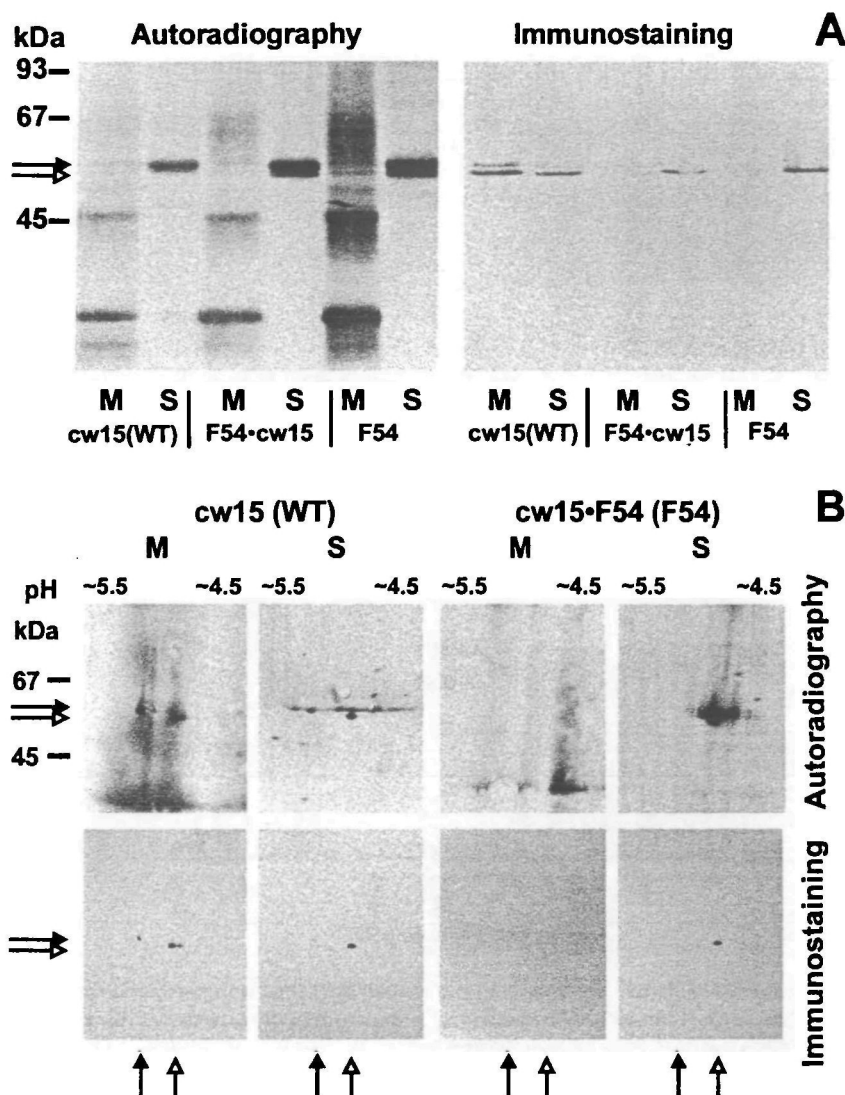 kDa Autoradiography Immunostaining A
93
67
45
M S M S M S M S M S M S
cw15(WT) F54•cw15 F54 cw15(WT) F54•cw15 F54
B
cw15 (WT) cw15•F54 (F54)
M S M S
pH ~5.5 ~4.5 ~5.5 ~4.5 ~5.5 ~4.5 ~5.5 ~4.5
kDa
67
45
Autoradiography
Immunostaining